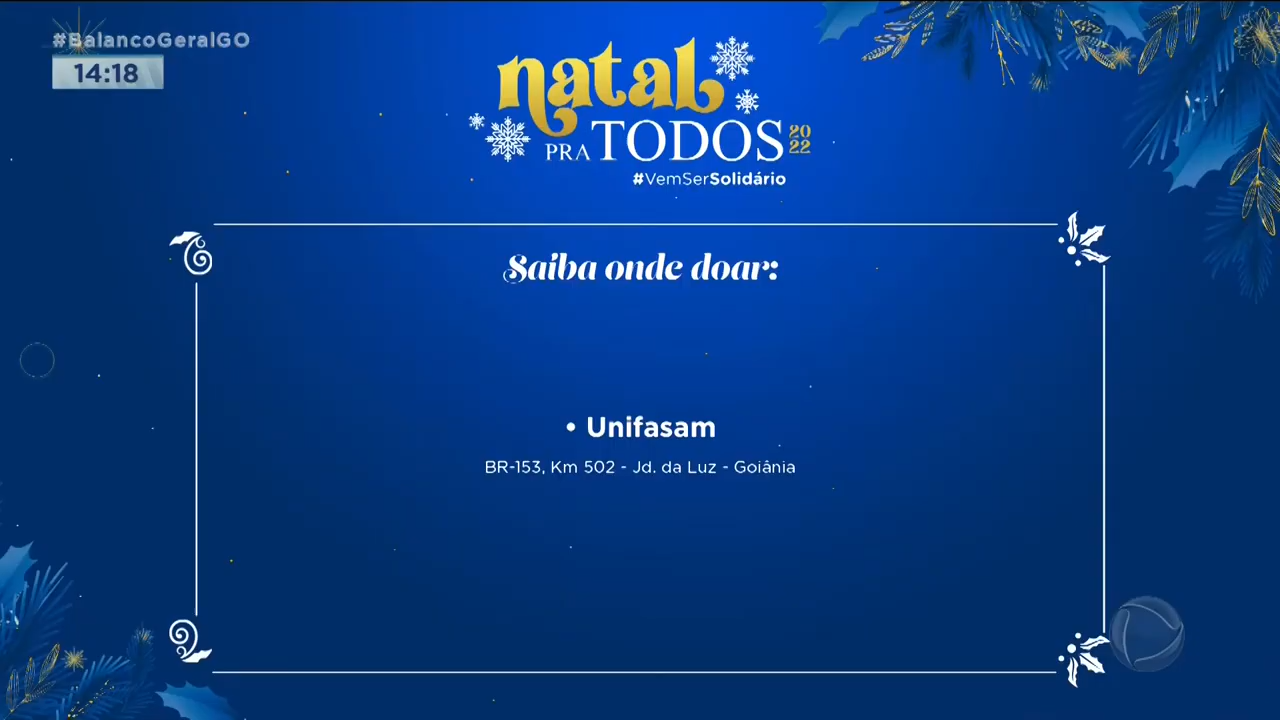 #BalancoGeralGO
14:18
natal
PRA TODOS 2022
#VemSerSolidário
Saiba onde doar:
• Unifasam
BR-153, Km 502 - Jd. da Luz - Goiânia